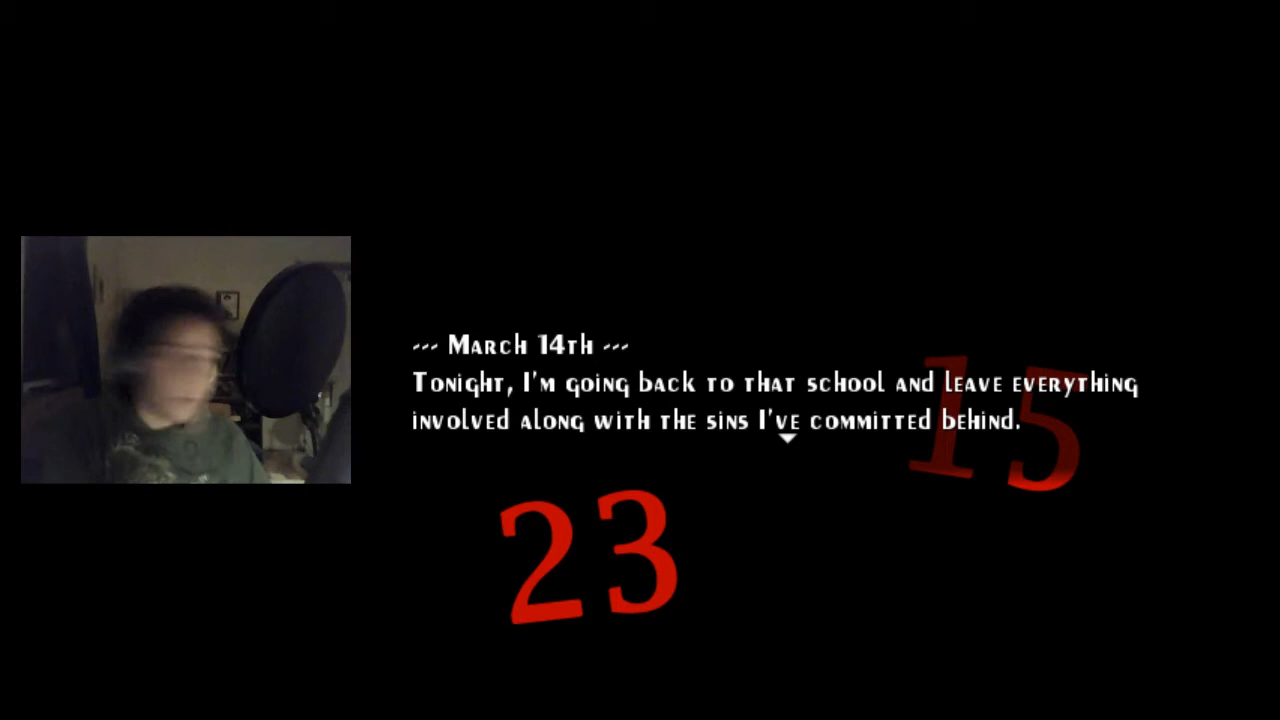 --- March 14th ---
Tonight, I'm going back to that school and leave everything
involved along with the sins I've committed behind.
15
23